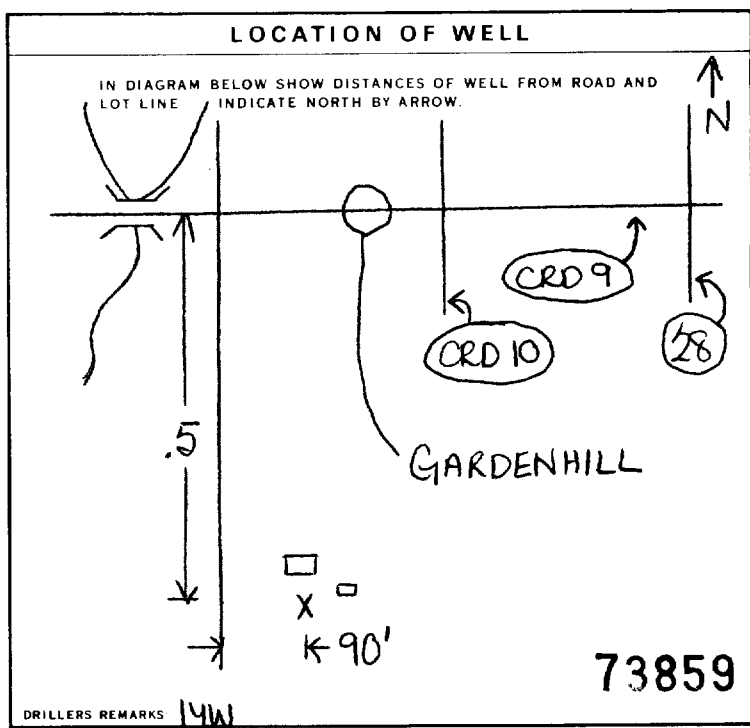 LOCATION OF WELL
IN DIAGRAM BELOW SHOW DISTANCES OF WELL FROM ROAD AND
LOT LINE INDICATE NORTH BY ARROW.
N
CRD 9
CRD 10
28
.5
GARDENHILL
X
90'
73859
DRILLERS REMARKS